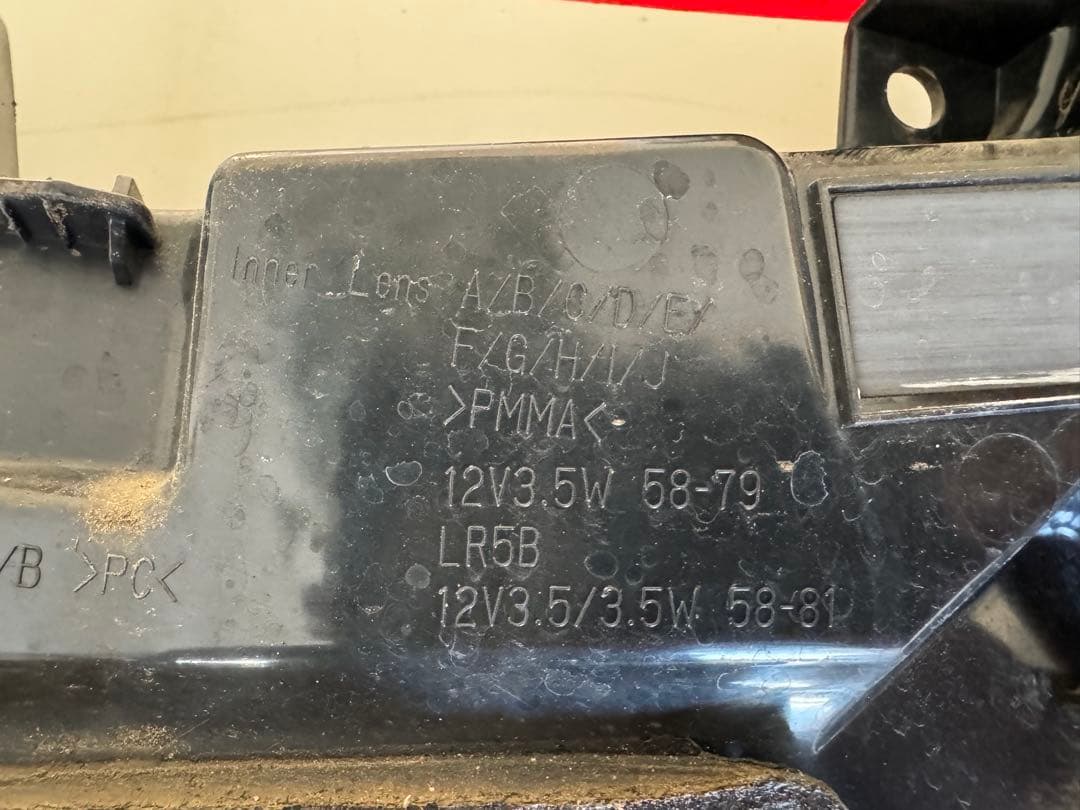 Inner Lens A/B/C/D/E/
F/G/H/I/J
>PMMA<
12V3.5W 58-79
LR5B
12V3.5/3.5W 58-81
/B >PC<